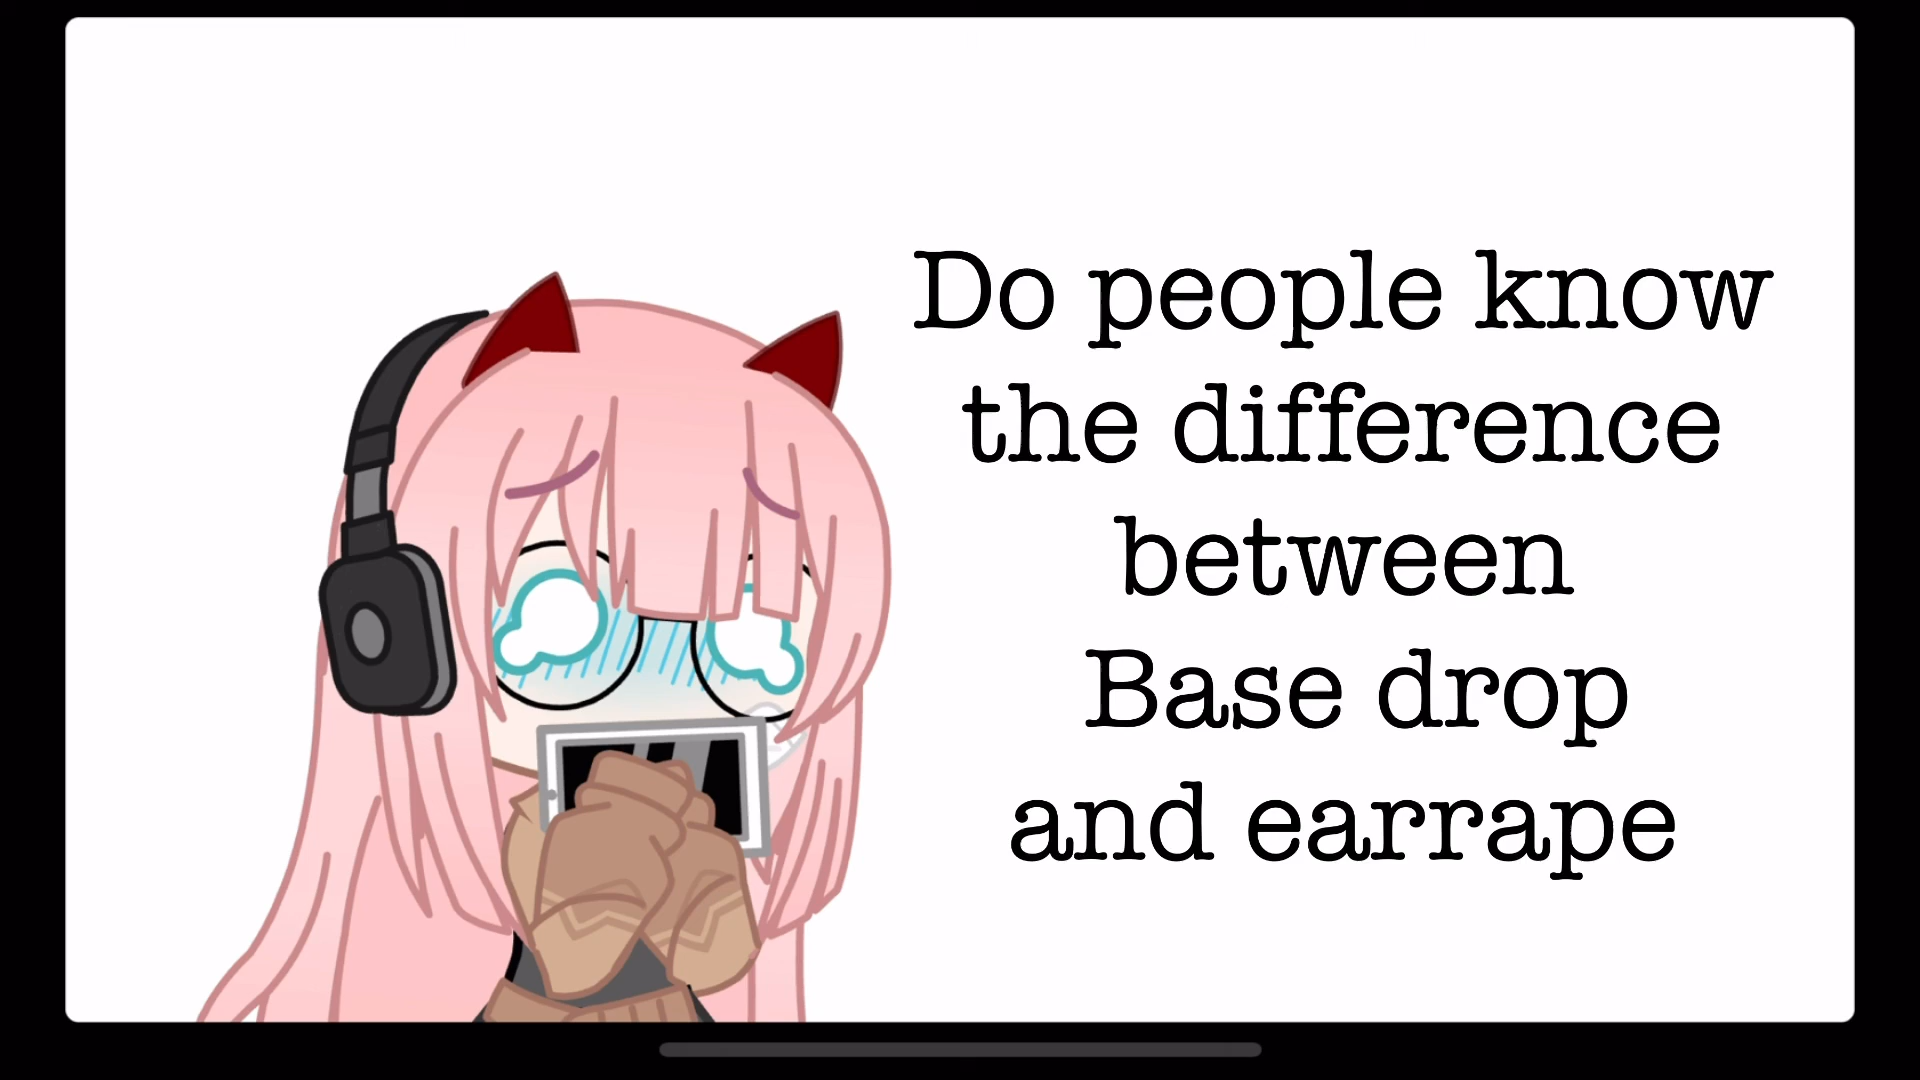 Do people know
the difference
between
Base drop
and earrape